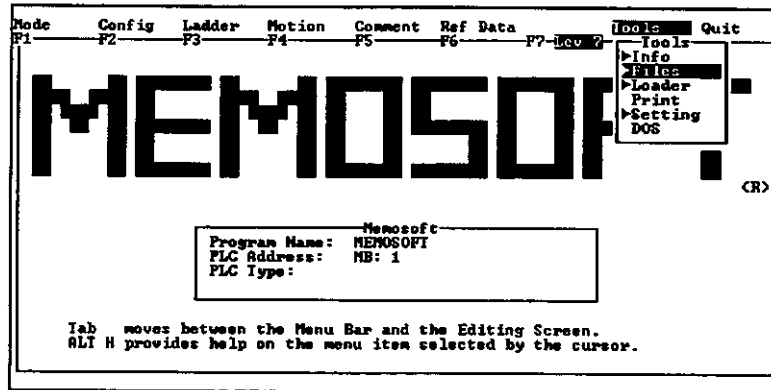 Mode Config Ladder Motion Comment Ref Data Tools Quit
F1 F2 F3 F4 F5 F6 F7-Lev 7 Tools
▶Info
MEMOSOFT
▶Files
▶Loader
Print
▶Setting
DOS
<R>
Memosoft
Program Name: MEMOSOFT
PLC Address: MB: 1
PLC Type:
Tab moves between the Menu Bar and the Editing Screen.
ALT H provides help on the menu item selected by the cursor.